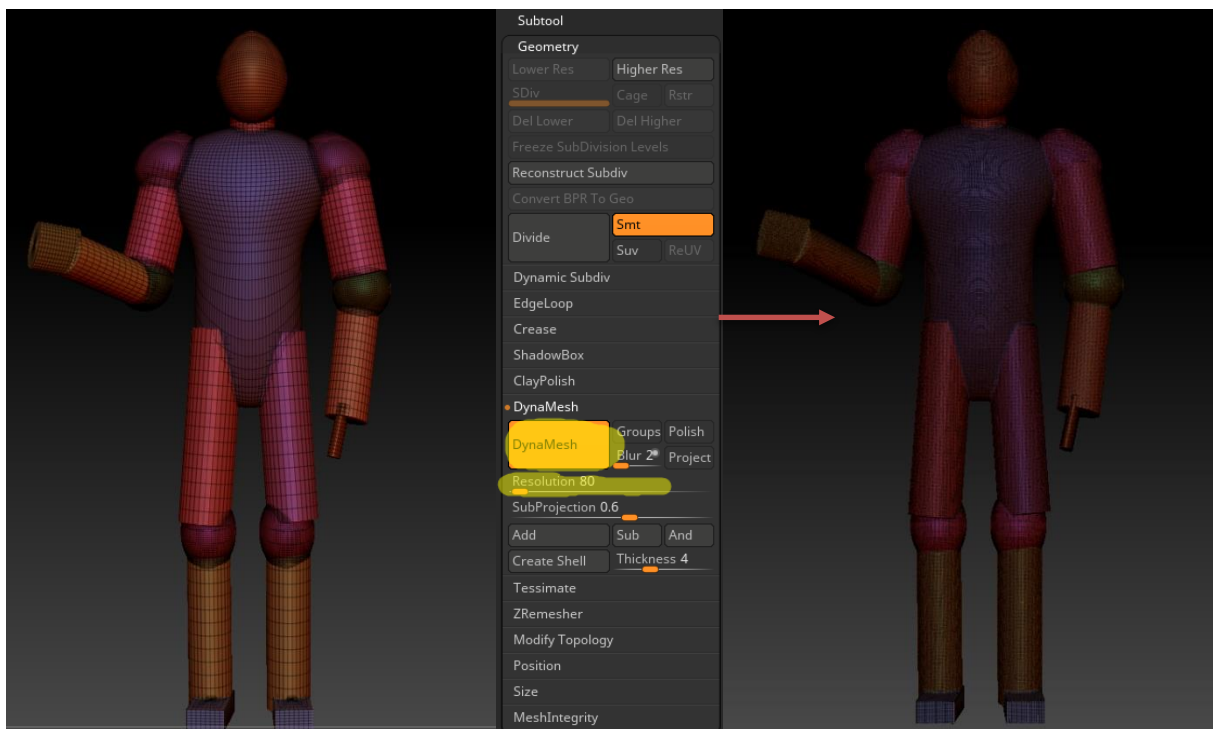 Subtool
Geometry
Lower Res Higher Res
SDiv Cage Rstr
Del Lower Del Higher
Freeze SubDivision Levels
Reconstruct Subdiv
Convert BPR To Geo
Divide Smt
Suv ReUV
Dynamic Subdiv
EdgeLoop
Crease
ShadowBox
ClayPolish
DynaMesh
DynaMesh Groups Polish
Blur 2 Project
Resolution 80
SubProjection 0.6
Add Sub And
Create Shell Thickness 4
Tessimate
ZRemesher
Modify Topology
Position
Size
MeshIntegrity